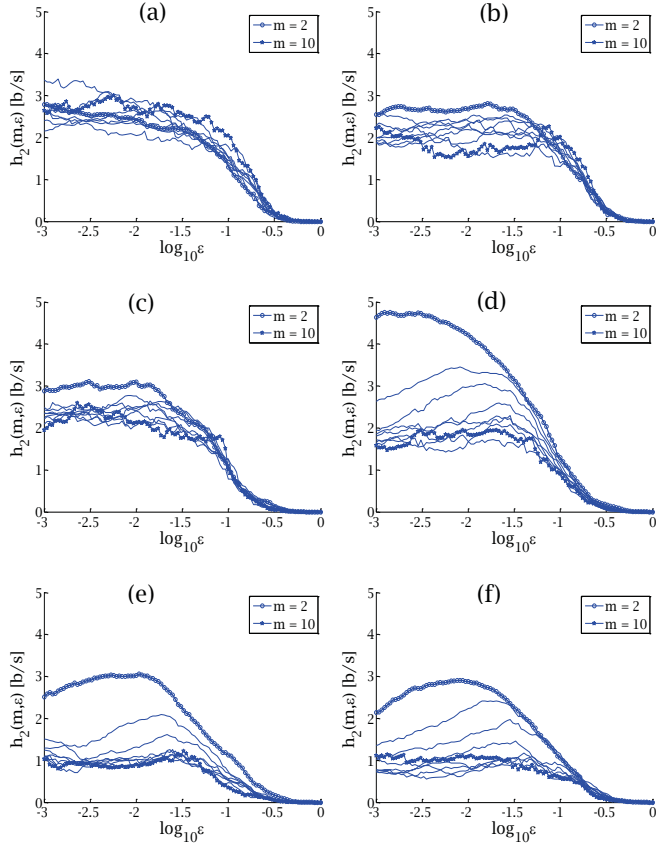 (a)
(b)
m = 2
m = 10
m = 2
m = 10
h2(m,ε) [b/s]
5
4
3
2
1
0
-3 -2.5 -2 -1.5 -1 -0.5 0
log10ε
h2(m,ε) [b/s]
5
4
3
2
1
0
-3 -2.5 -2 -1.5 -1 -0.5 0
log10ε
(c)
(d)
m = 2
m = 10
m = 2
m = 10
h2(m,ε) [b/s]
5
4
3
2
1
0
-3 -2.5 -2 -1.5 -1 -0.5 0
log10ε
h2(m,ε) [b/s]
5
4
3
2
1
0
-3 -2.5 -2 -1.5 -1 -0.5 0
log10ε
(e)
(f)
m = 2
m = 10
m = 2
m = 10
h2(m,ε) [b/s]
5
4
3
2
1
0
-3 -2.5 -2 -1.5 -1 -0.5 0
log10ε
h2(m,ε) [b/s]
5
4
3
2
1
0
-3 -2.5 -2 -1.5 -1 -0.5 0
log10ε